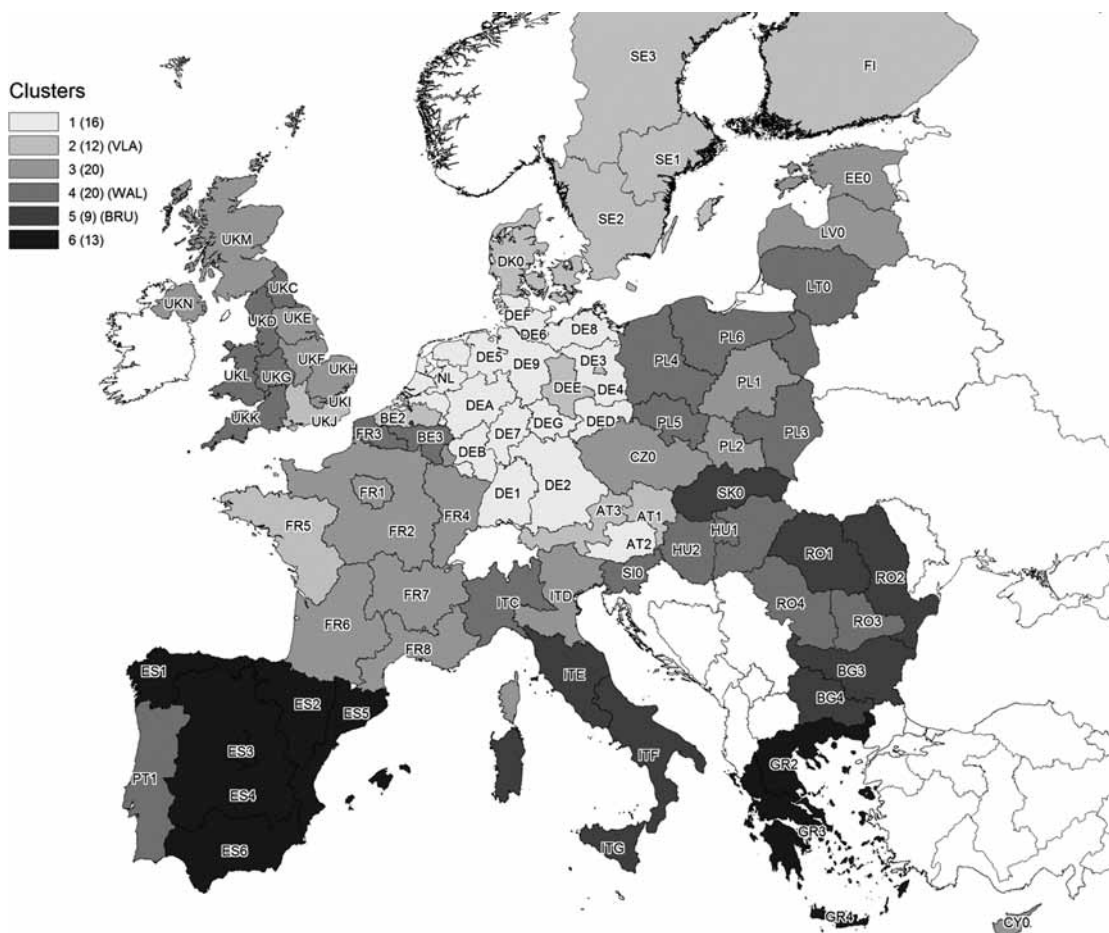 Clusters
1 (16)
2 (12) (VLA)
3 (20)
4 (20) (WAL)
5 (9) (BRU)
6 (13)
SE3
FI
SE1
SE2
EE0
LV0
LT0
DK0
UKM
UKN
UKC
UKD
UKE
UKF
UKH
UKL
UKG
UKI
UKK
UKJ
DEF
DE6
DE8
DE5
DE9
DE3
NL
DEE
DE4
DEA
DEG
DED
DE7
DEB
DE1
DE2
BE2
BE3
FR3
PL6
PL4
PL1
PL5
PL2
PL3
CZ0
SK0
FR1
FR2
FR4
FR5
FR6
FR7
FR8
AT3
AT1
AT2
HU1
HU2
SI0
RO1
RO2
RO4
RO3
ITC
ITD
ITE
ITF
ITG
BG3
BG4
ES1
ES2
ES5
ES3
ES4
ES6
PT1
GR2
GR3
GR4
CY0